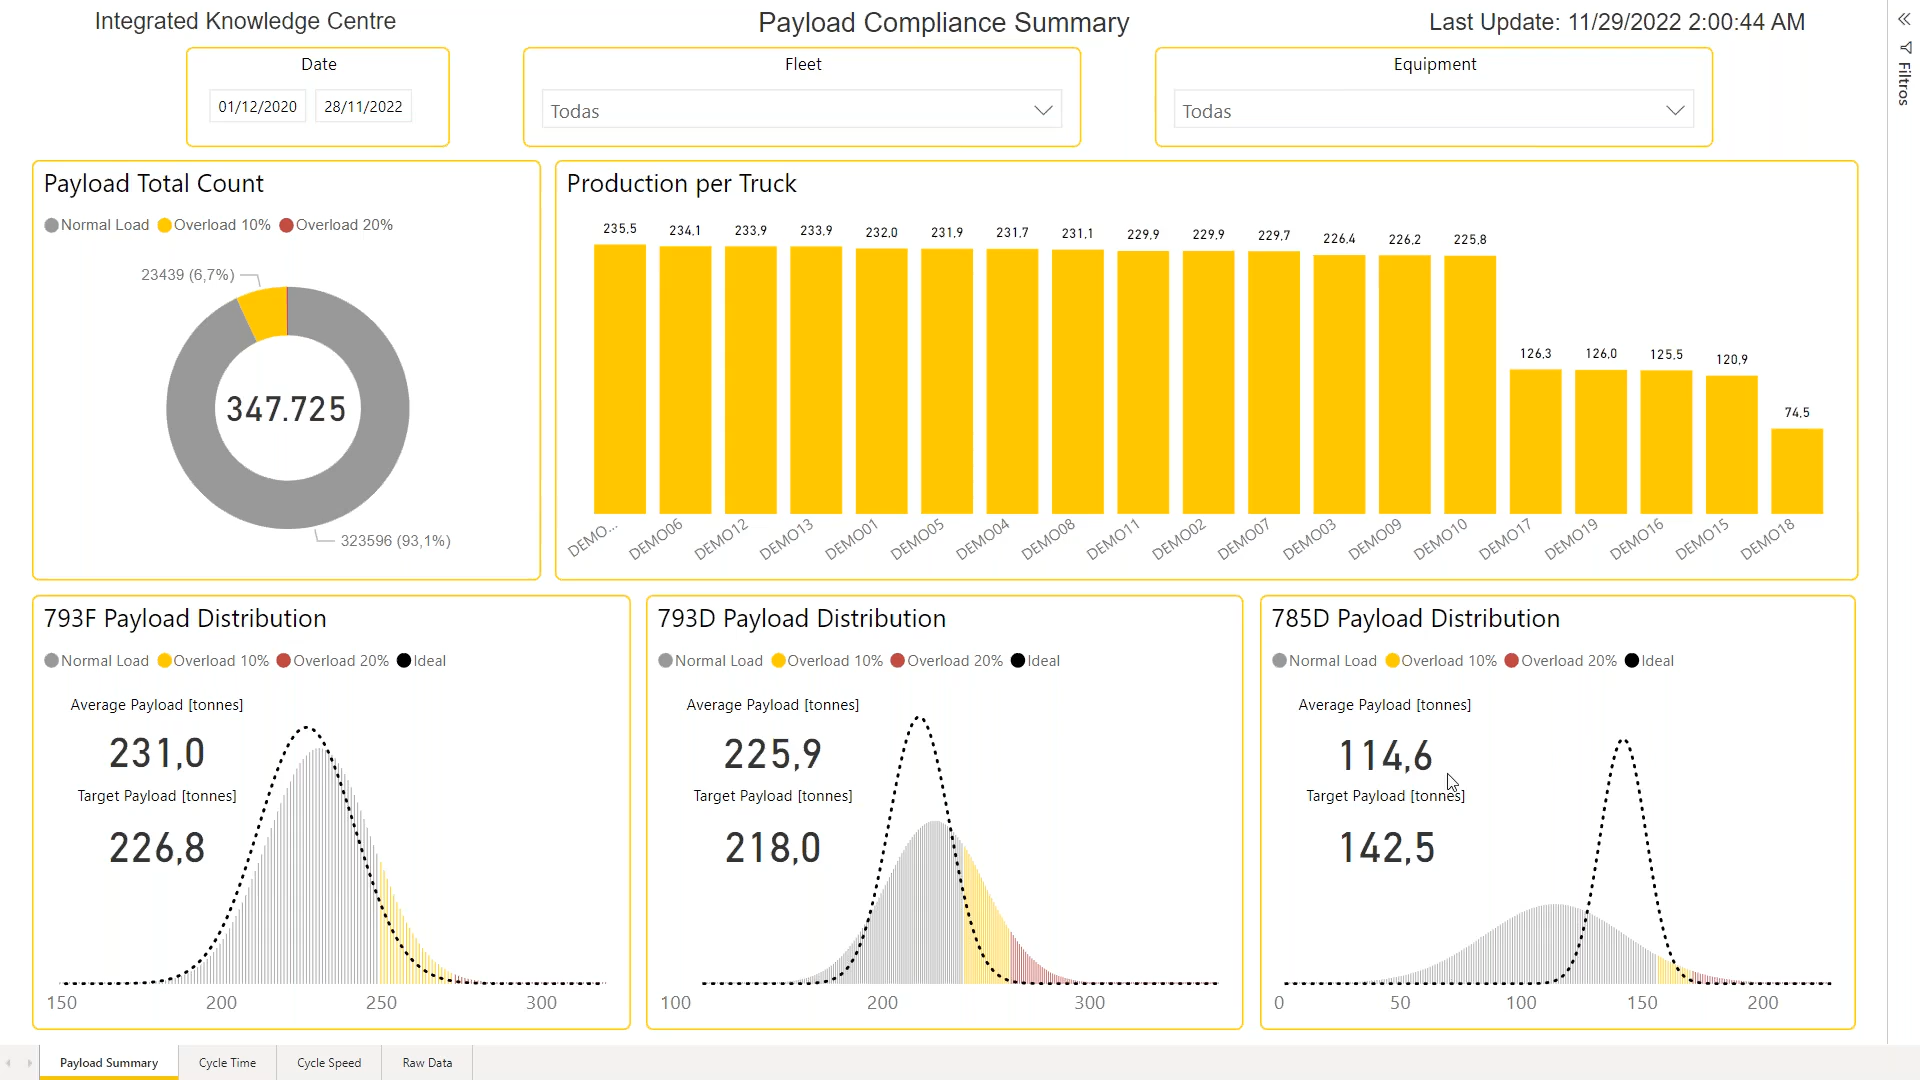 Integrated Knowledge Centre
Payload Compliance Summary
Last Update: 11/29/2022 2:00:44 AM
Date
01/12/2020 28/11/2022
Fleet
Todas
Equipment
Todas
Filtros
Payload Total Count
Normal Load Overload 10% Overload 20%
23439 (6,7%)
347.725
323596 (93,1%)
Production per Truck
235,5 234,1 233,9 233,9 232,0 231,9 231,7 231,1 229,9 229,9 229,7 226,4 226,2 225,8 126,3 126,0 125,5 120,9 74,5
DEMO... DEMO06 DEMO12 DEMO13 DEMO01 DEMO05 DEMO04 DEMO08 DEMO11 DEMO02 DEMO07 DEMO03 DEMO09 DEMO10 DEMO17 DEMO19 DEMO16 DEMO15 DEMO18
793F Payload Distribution
Normal Load Overload 10% Overload 20% Ideal
Average Payload [tonnes]
231,0
Target Payload [tonnes]
226,8
150 200 250 300
793D Payload Distribution
Normal Load Overload 10% Overload 20% Ideal
Average Payload [tonnes]
225,9
Target Payload [tonnes]
218,0
100 200 300
785D Payload Distribution
Normal Load Overload 10% Overload 20% Ideal
Average Payload [tonnes]
114,6
Target Payload [tonnes]
142,5
0 50 100 150 200
Payload Summary Cycle Time Cycle Speed Raw Data